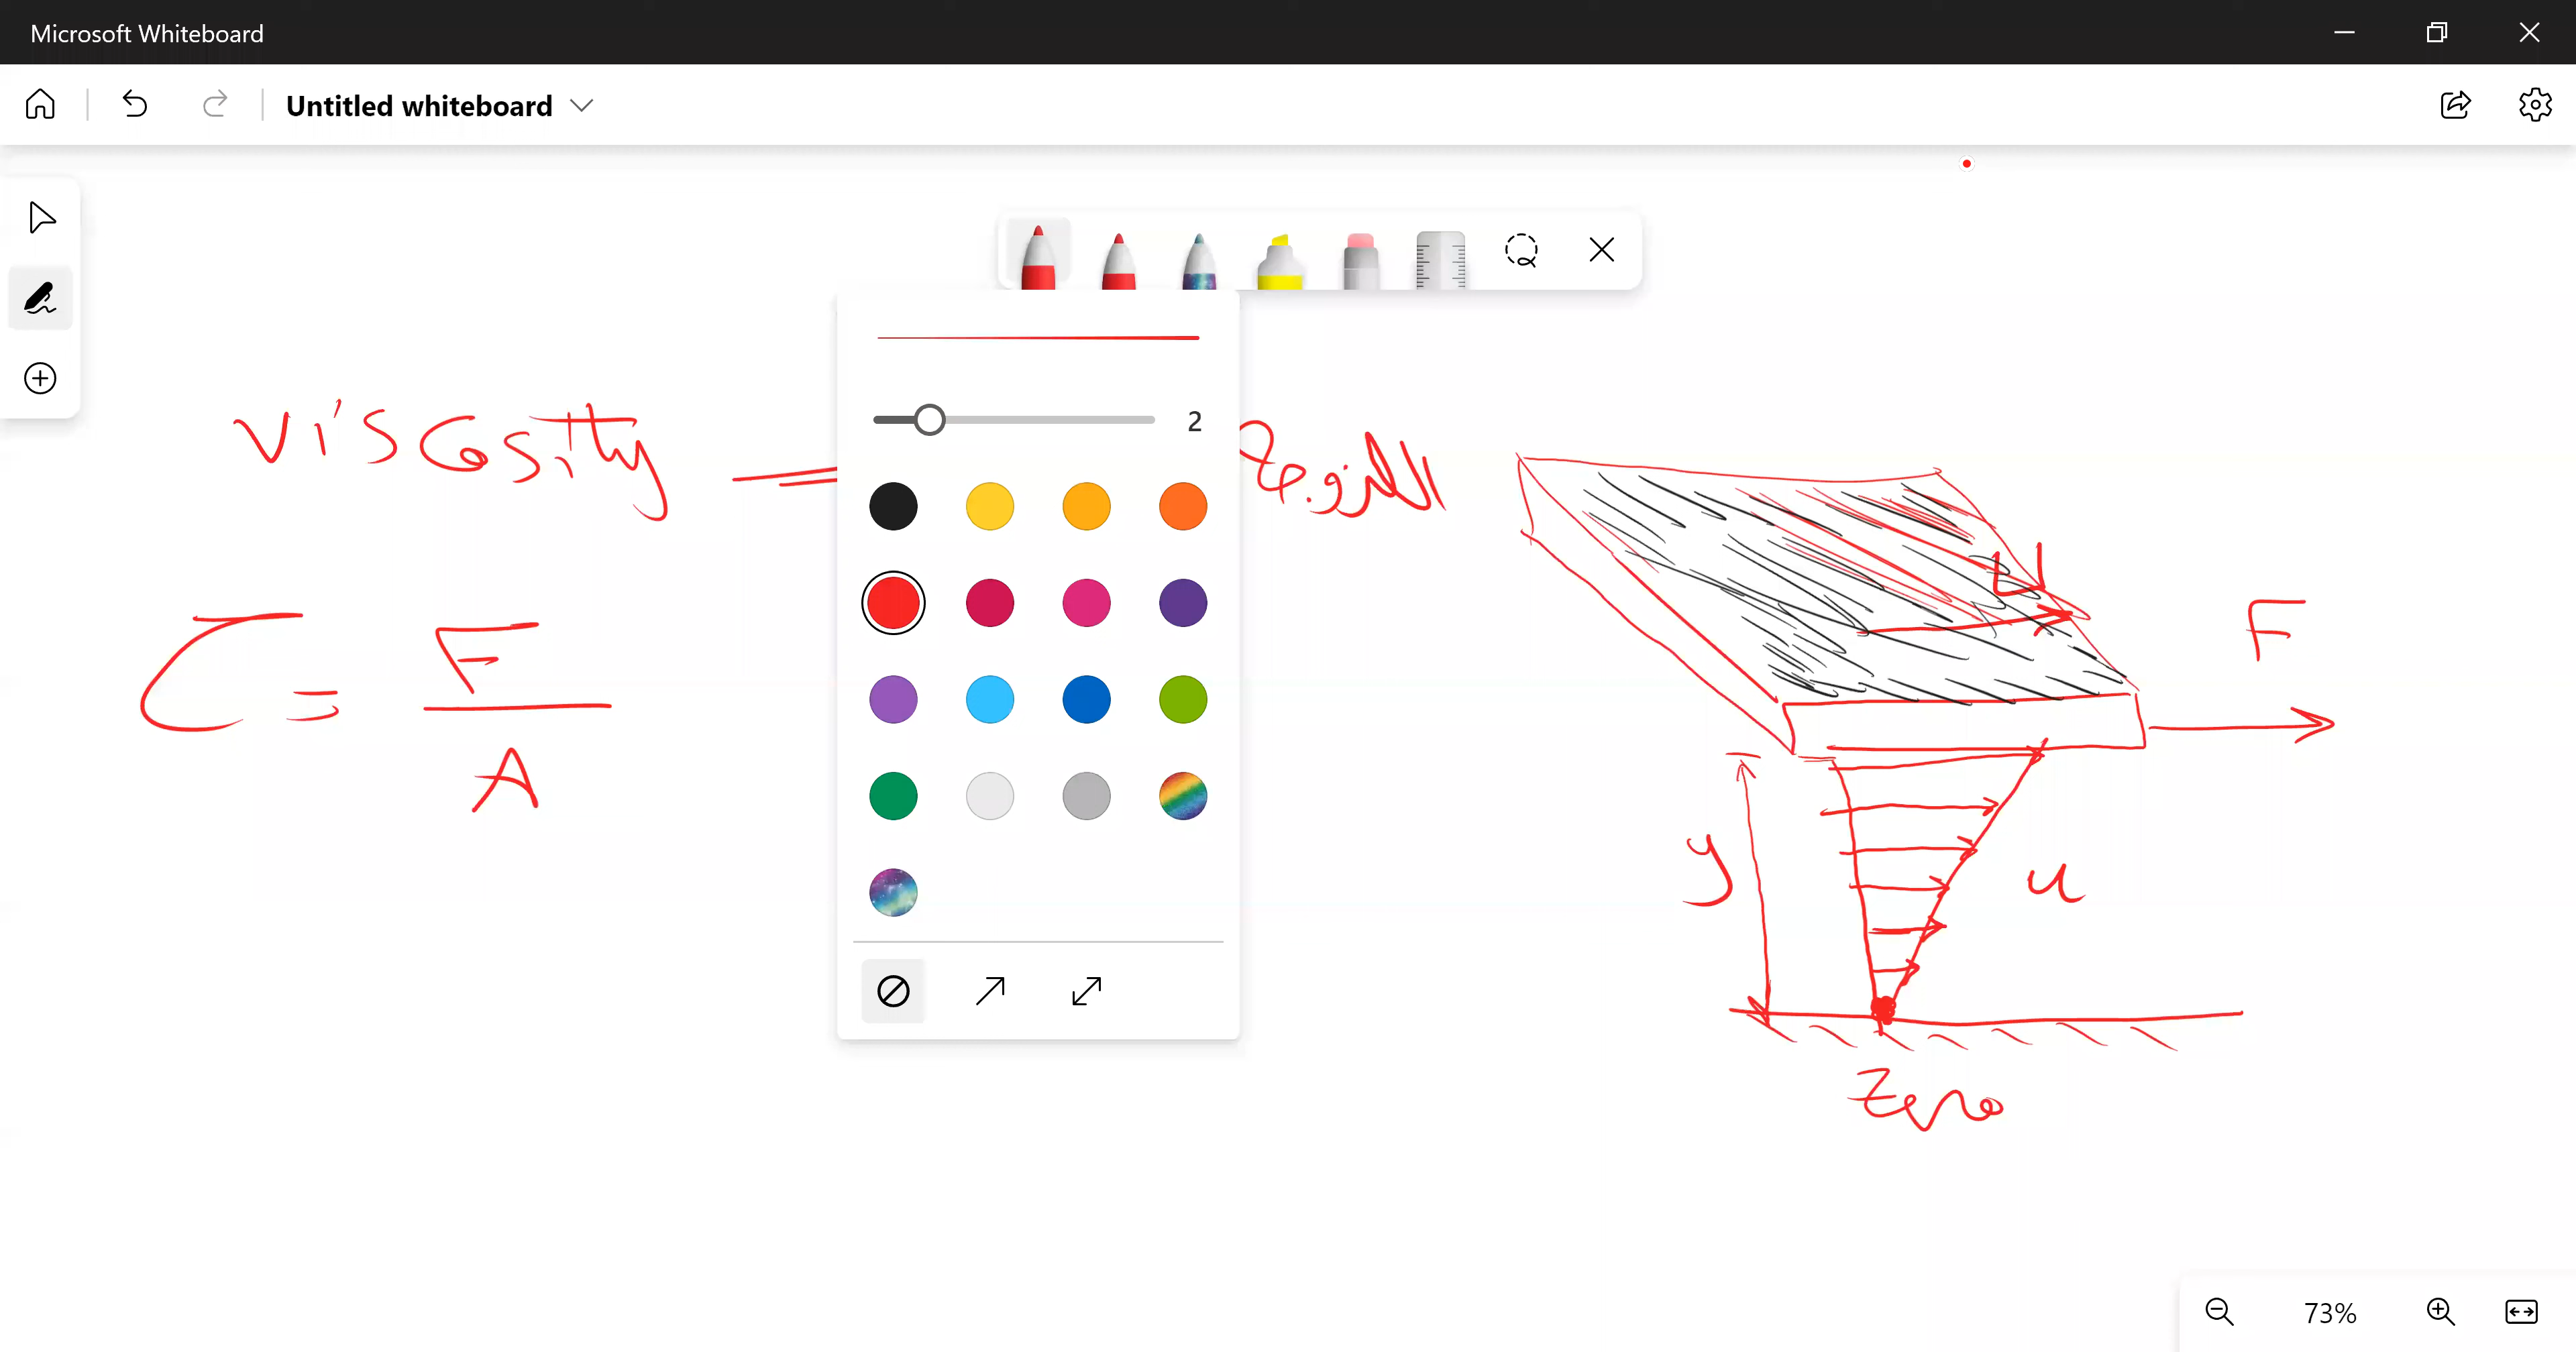 Microsoft Whiteboard
Untitled whiteboard
2
viscosity = اللزوجة
U
F
τ = F
A
y
u
zero
73%